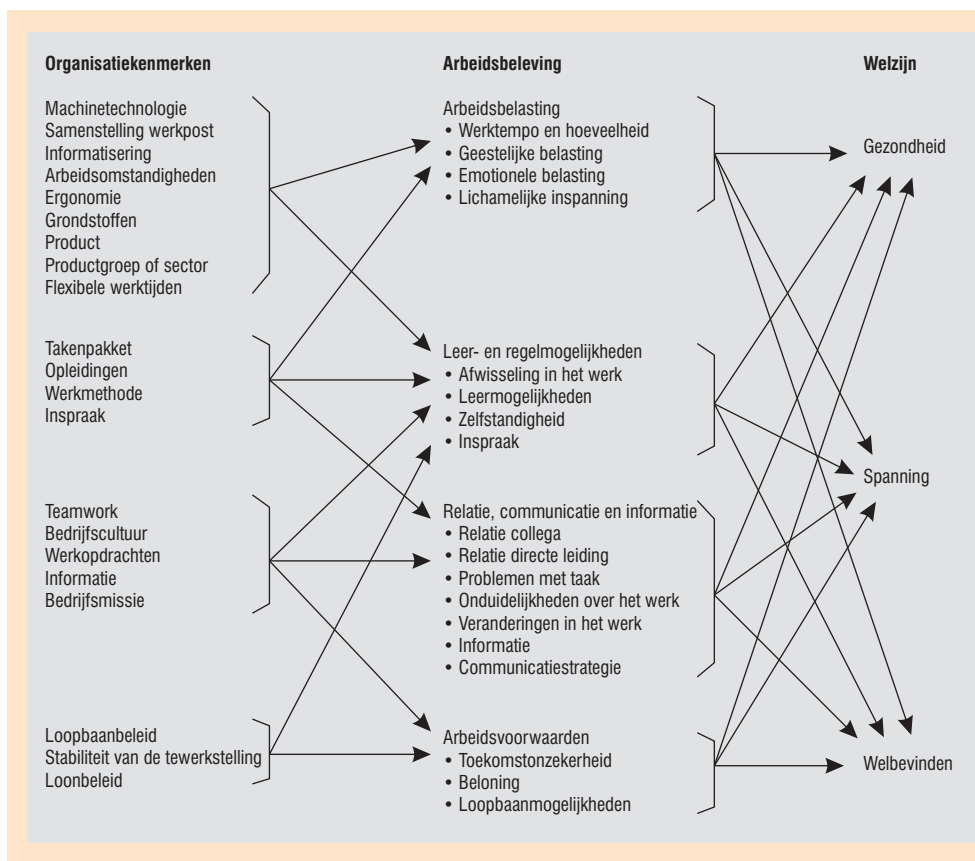 Organisatiekenmerken
Machinetechnologie
Samenstelling werkpost
Informatisering
Arbeidsomstandigheden
Ergonomie
Grondstoffen
Product
Productgroep of sector
Flexibele werktijden
Takenpakket
Opleidingen
Werkmethode
Inspraak
Teamwork
Bedrijfscultuur
Werkopdrachten
Informatie
Bedrijfsmissie
Loopbaanbeleid
Stabiliteit van de tewerkstelling
Loonbeleid
Arbeidsbeleving
Arbeidsbelasting
• Werktempo en hoeveelheid
• Geestelijke belasting
• Emotionele belasting
• Lichamelijke inspanning
Leer- en regelmogelijkheden
• Afwisseling in het werk
• Leermogelijkheden
• Zelfstandigheid
• Inspraak
Relatie, communicatie en informatie
• Relatie collega
• Relatie directe leiding
• Problemen met taak
• Onduidelijkheden over het werk
• Veranderingen in het werk
• Informatie
• Communicatiestrategie
Arbeidsvoorwaarden
• Toekomstonzekerheid
• Beloning
• Loopbaanmogelijkheden
Welzijn
Gezondheid
Spanning
Welbevinden